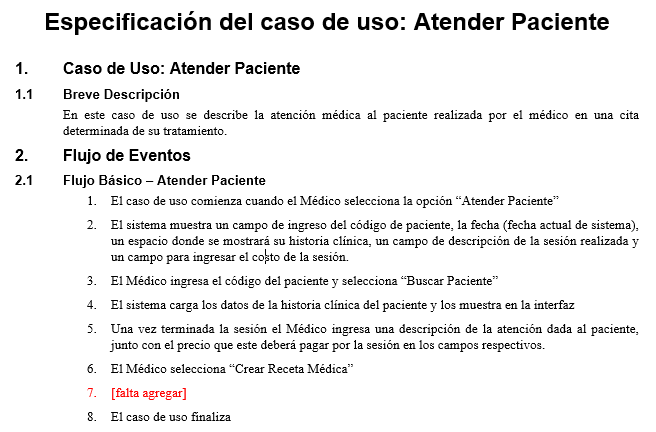 Especificación del caso de uso: Atender Paciente
1. Caso de Uso: Atender Paciente
1.1 Breve Descripción
En este caso de uso se describe la atención médica al paciente realizada por el médico en una cita
determinada de su tratamiento.
2. Flujo de Eventos
2.1 Flujo Básico – Atender Paciente
1. El caso de uso comienza cuando el Médico selecciona la opción “Atender Paciente”
2. El sistema muestra un campo de ingreso del código de paciente, la fecha (fecha actual de sistema),
un espacio donde se mostrará su historia clínica, un campo de descripción de la sesión realizada y
un campo para ingresar el costo de la sesión.
3. El Médico ingresa el código del paciente y selecciona “Buscar Paciente”
4. El sistema carga los datos de la historia clínica del paciente y los muestra en la interfaz
5. Una vez terminada la sesión el Médico ingresa una descripción de la atención dada al paciente,
junto con el precio que este deberá pagar por la sesión en los campos respectivos.
6. El Médico selecciona “Crear Receta Médica”
7. [falta agregar]
8. El caso de uso finaliza